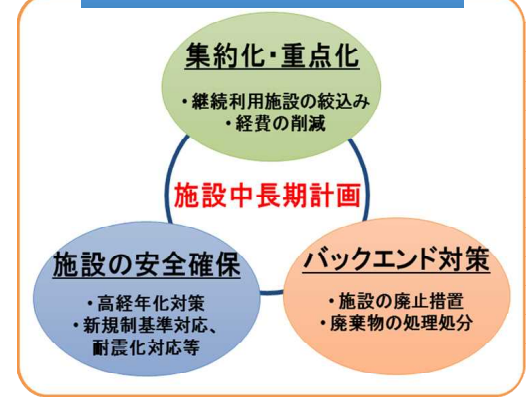 集約化・重点化
・継続利用施設の絞込み
・経費の削減
施設中長期計画
施設の安全確保
・高経年化対策
・新規制基準対応、
耐震化対応等
バックエンド対策
・施設の廃止措置
・廃棄物の処理処分